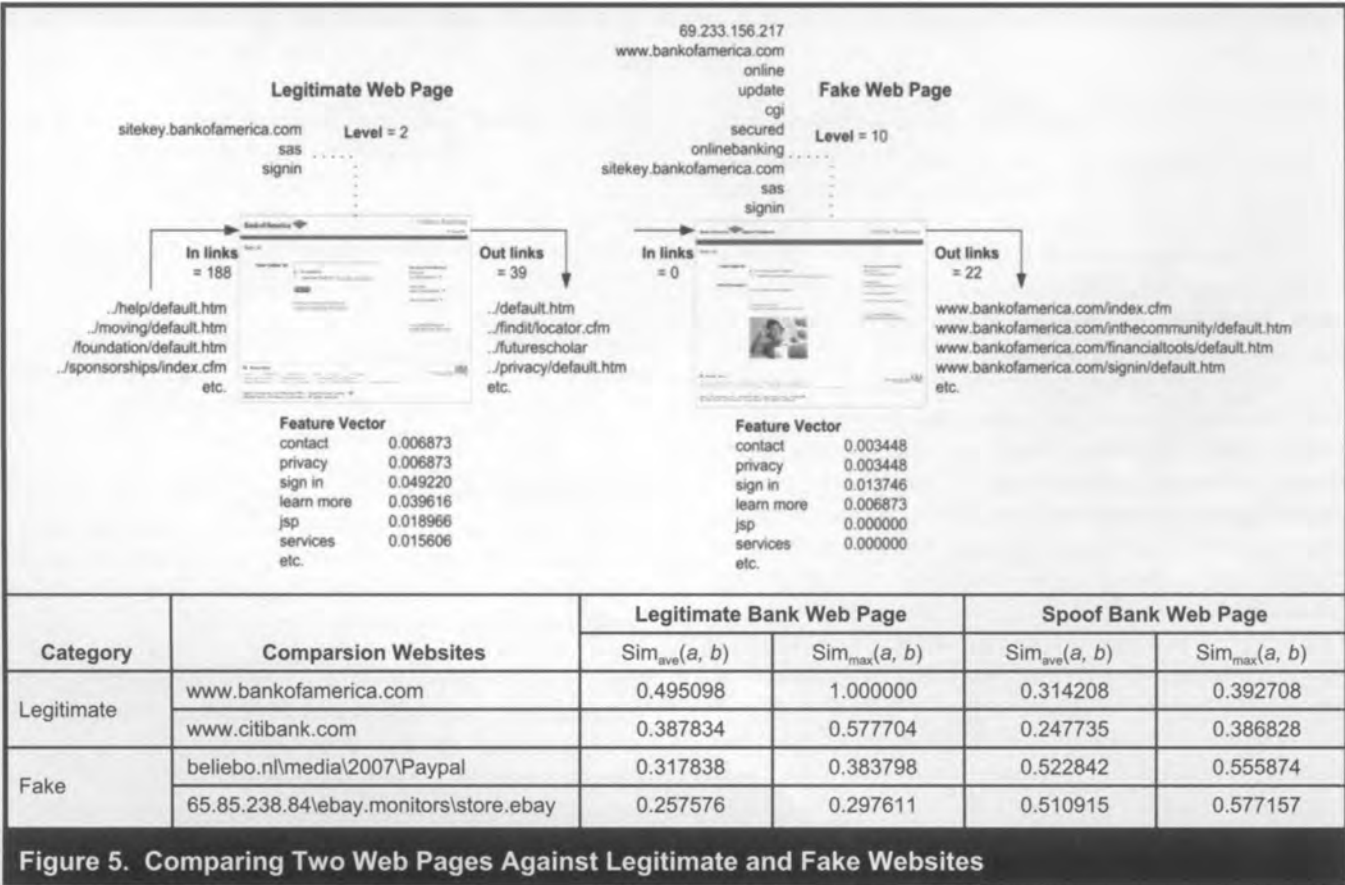 Legitimate Web Page
sitekey.bankofamerica.com
sas
signin
Level = 2
In links
= 188
../help/default.htm
../moving/default.htm
/foundation/default.htm
../sponsorships/index.cfm
etc.
BankofAmerica
Out links
= 39
../default.htm
../findit/locator.cfm
../futurescholar
../privacy/default.htm
etc.
Feature Vector
contact 0.006873
privacy 0.006873
sign in 0.049220
learn more 0.039616
jsp 0.018966
services 0.015606
etc.
69.233.156.217
www.bankofamerica.com
online
update
cgi
secured
onlinebanking
sitekey.bankofamerica.com
sas
signin
Fake Web Page
Level = 10
In links
= 0
Out links
= 22
www.bankofamerica.com/index.cfm
www.bankofamerica.com/inthecommunity/default.htm
www.bankofamerica.com/financialtools/default.htm
www.bankofamerica.com/signin/default.htm
etc.
Feature Vector
contact 0.003448
privacy 0.003448
sign in 0.013746
learn more 0.006873
jsp 0.000000
services 0.000000
etc.
Legitimate Bank Web Page Spoof Bank Web Page
Category Comparsion Websites Simave(a, b) Simmax(a, b) Simave(a, b) Simmax(a, b)
Legitimate
www.bankofamerica.com 0.495098 1.000000 0.314208 0.392708
www.citibank.com 0.387834 0.577704 0.247735 0.386828
Fake
beliebo.nl\media\2007\Paypal 0.317838 0.383798 0.522842 0.555874
65.85.238.84\ebay.monitors\store.ebay 0.257576 0.297611 0.510915 0.577157
Figure 5. Comparing Two Web Pages Against Legitimate and Fake Websites